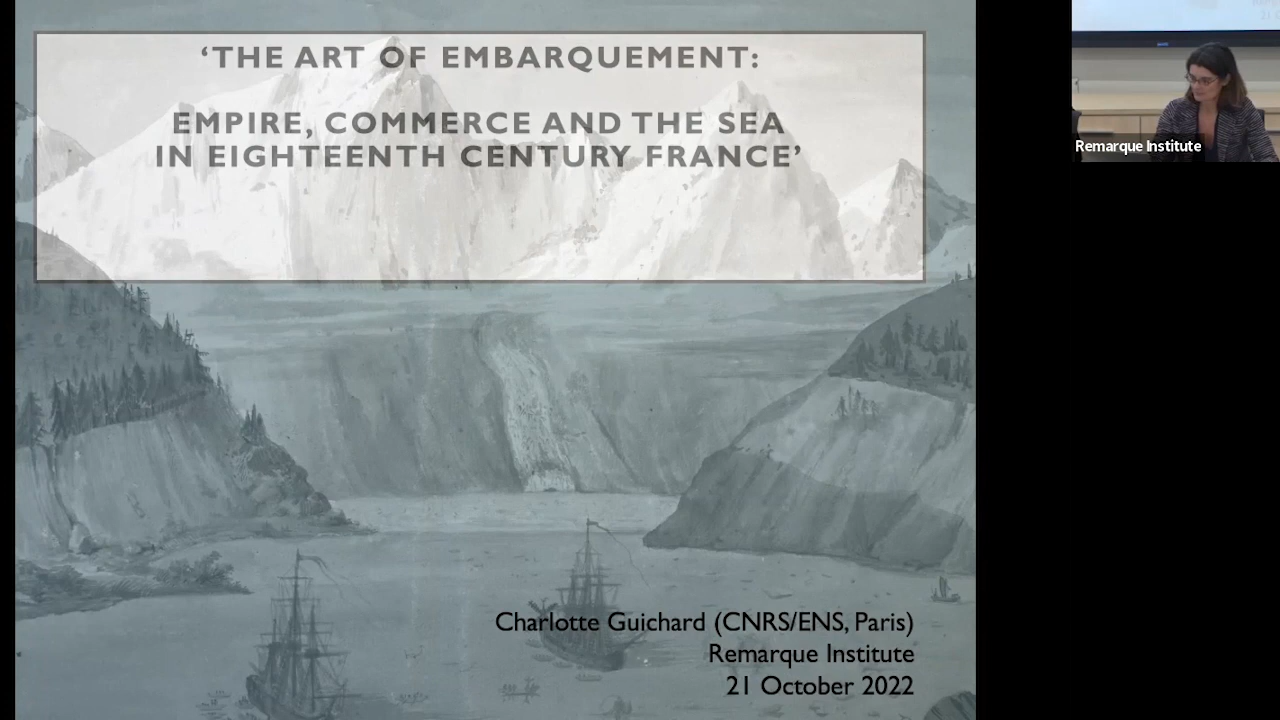 ‘THE ART OF EMBARQUEMENT:
EMPIRE, COMMERCE AND THE SEA
IN EIGHTEENTH CENTURY FRANCE’
Charlotte Guichard (CNRS/ENS, Paris)
Remarque Institute
21 October 2022
Remarque Institute